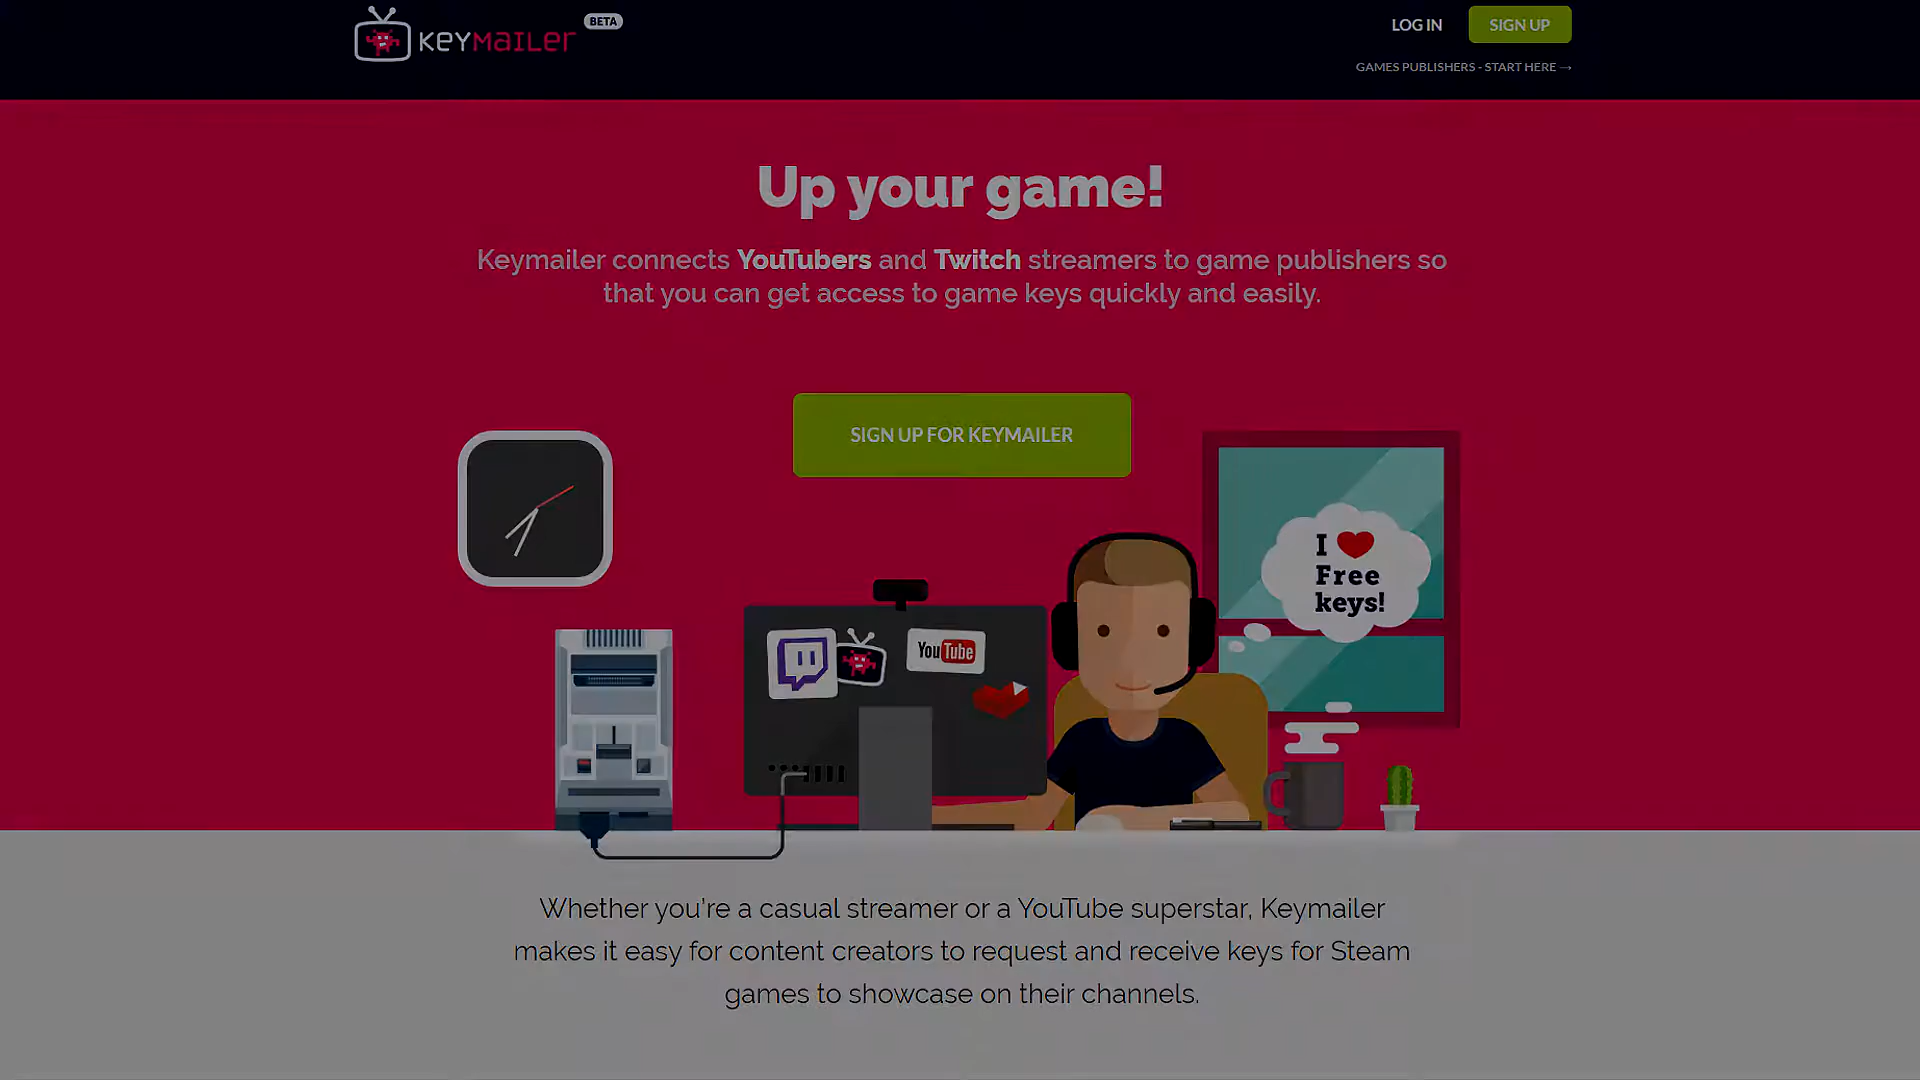 KEYMAILER BETA
LOG IN
SIGN UP
GAMES PUBLISHERS - START HERE →
Up your game!
Keymailer connects YouTubers and Twitch streamers to game publishers so
that you can get access to game keys quickly and easily.
SIGN UP FOR KEYMAILER
I ❤
Free
keys!
YouTube
Whether you're a casual streamer or a YouTube superstar, Keymailer
makes it easy for content creators to request and receive keys for Steam
games to showcase on their channels.